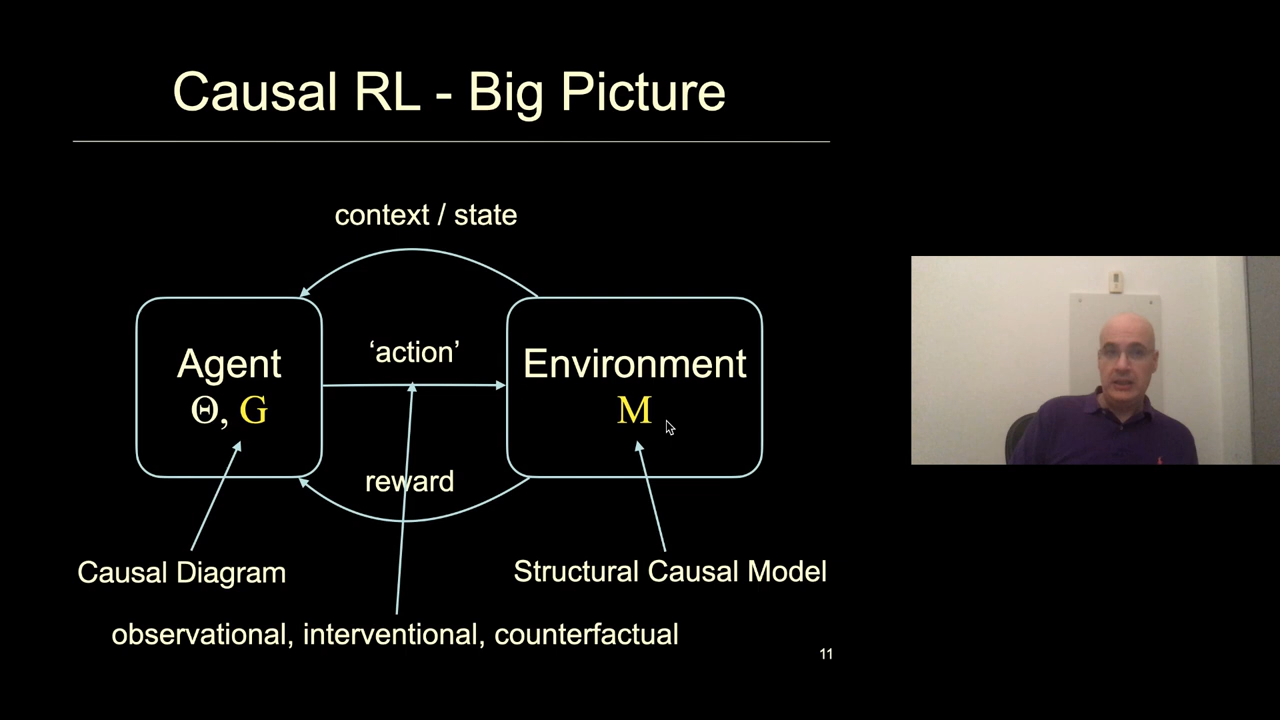 Causal RL - Big Picture
context / state
Agent
Θ, G
‘action’
Environment
M
reward
Causal Diagram
Structural Causal Model
observational, interventional, counterfactual
11